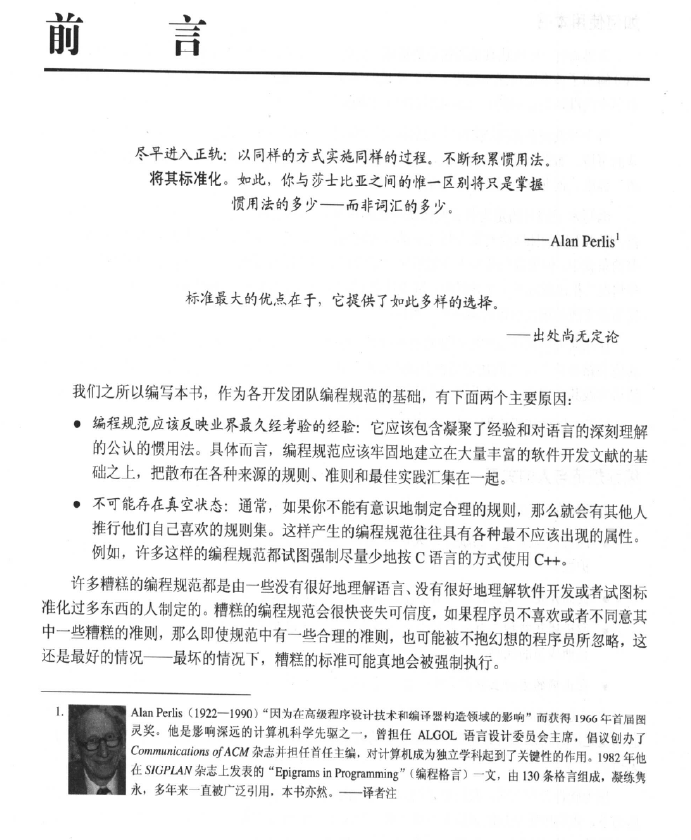 前 言
尽早进入正轨：以同样的方式实施同样的过程。不断积累惯用法。
将其标准化。如此，你与莎士比亚之间的惟一区别将只是掌握
惯用法的多少——而非词汇的多少。
——Alan Perlis1
标准最大的优点在于，它提供了如此多样的选择。
——出处尚无定论
我们之所以编写本书，作为各开发团队编程规范的基础，有下面两个主要原因：
● 编程规范应该反映业界最久经考验的经验：它应该包含凝聚了经验和对语言的深刻理解
的公认的惯用法。具体而言，编程规范应该牢固地建立在大量丰富的软件开发文献的基
础之上，把散布在各种来源的规则、准则和最佳实践汇集在一起。
● 不可能存在真空状态：通常，如果你不能有意识地制定合理的规则，那么就会有其他人
推行他们自己喜欢的规则集。这样产生的编程规范往往具有各种最不应该出现的属性。
例如，许多这样的编程规范都试图强制尽量少地按 C 语言的方式使用 C++。
许多糟糕的编程规范都是由一些没有很好地理解语言、没有很好地理解软件开发或者试图标
准化过多东西的人制定的。糟糕的编程规范会很快丧失可信度，如果程序员不喜欢或者不同意其
中一些糟糕的准则，那么即使规范中有一些合理的准则，也可能被不抱幻想的程序员所忽略，这
还是最好的情况——最坏的情况下，糟糕的标准可能真地会被强制执行。
1. Alan Perlis（1922—1990）“因为在高级程序设计技术和编译器构造领域的影响”而获得 1966 年首届图
灵奖。他是影响深远的计算机科学先驱之一，曾担任 ALGOL 语言设计委员会主席，倡议创办了
Communications of ACM 杂志并担任首任主编，对计算机成为独立学科起到了关键性的作用。1982 年他
在 SIGPLAN 杂志上发表的“Epigrams in Programming”（编程格言）一文，由 130 条格言组成，凝练隽
永，多年来一直被广泛引用，本书亦然。——译者注